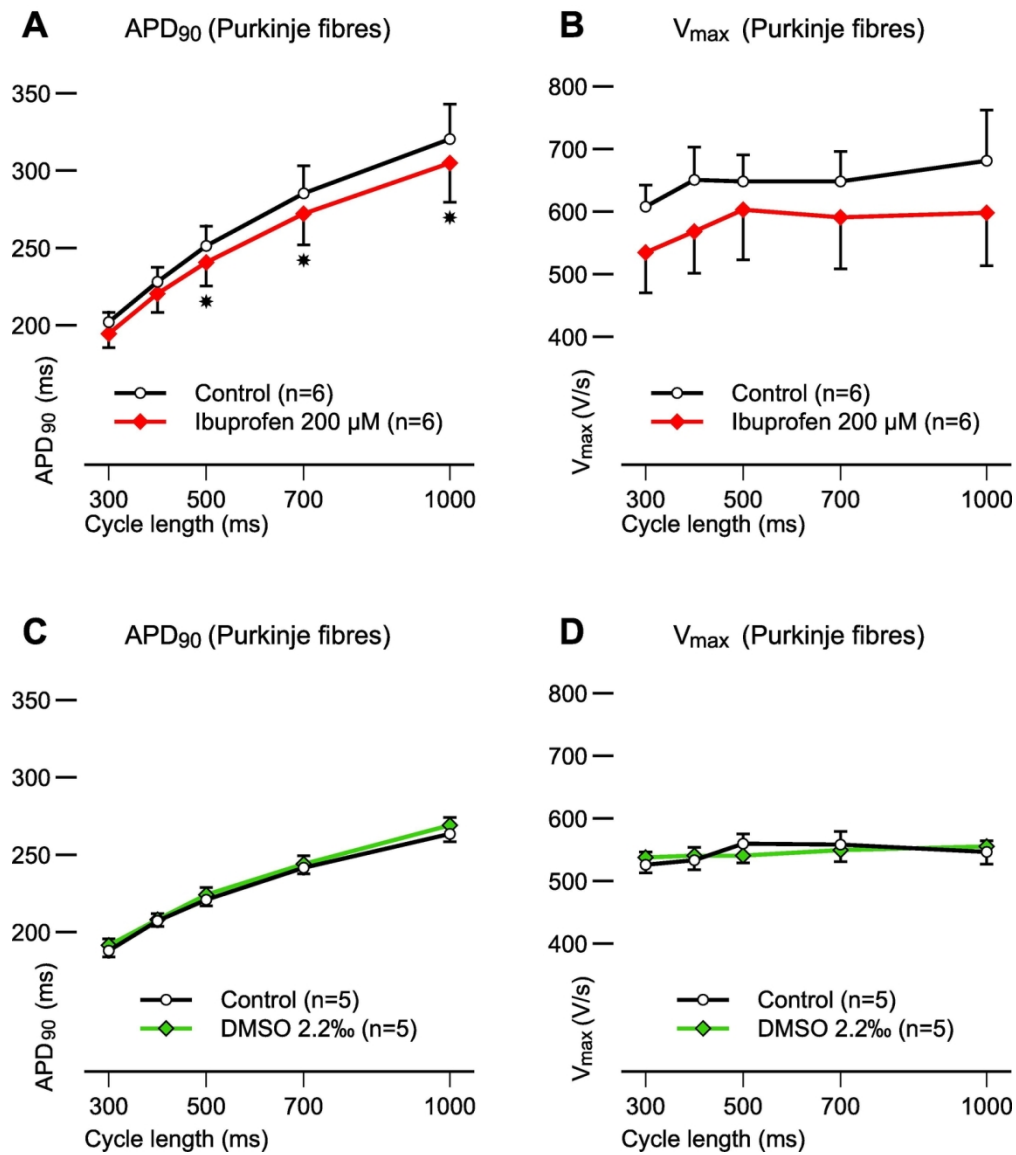 A
APD90 (Purkinje fibres)
350
300
250
200
APD90 (ms)
Control (n=6)
Ibuprofen 200 µM (n=6)
300 500 700 1000
Cycle length (ms)
B
Vmax (Purkinje fibres)
800
700
600
500
400
Vmax (V/s)
Control (n=6)
Ibuprofen 200 µM (n=6)
300 500 700 1000
Cycle length (ms)
C
APD90 (Purkinje fibres)
350
300
250
200
APD90 (ms)
Control (n=5)
DMSO 2.2‰ (n=5)
300 500 700 1000
Cycle length (ms)
D
Vmax (Purkinje fibres)
800
700
600
500
400
Vmax (V/s)
Control (n=5)
DMSO 2.2‰ (n=5)
300 500 700 1000
Cycle length (ms)